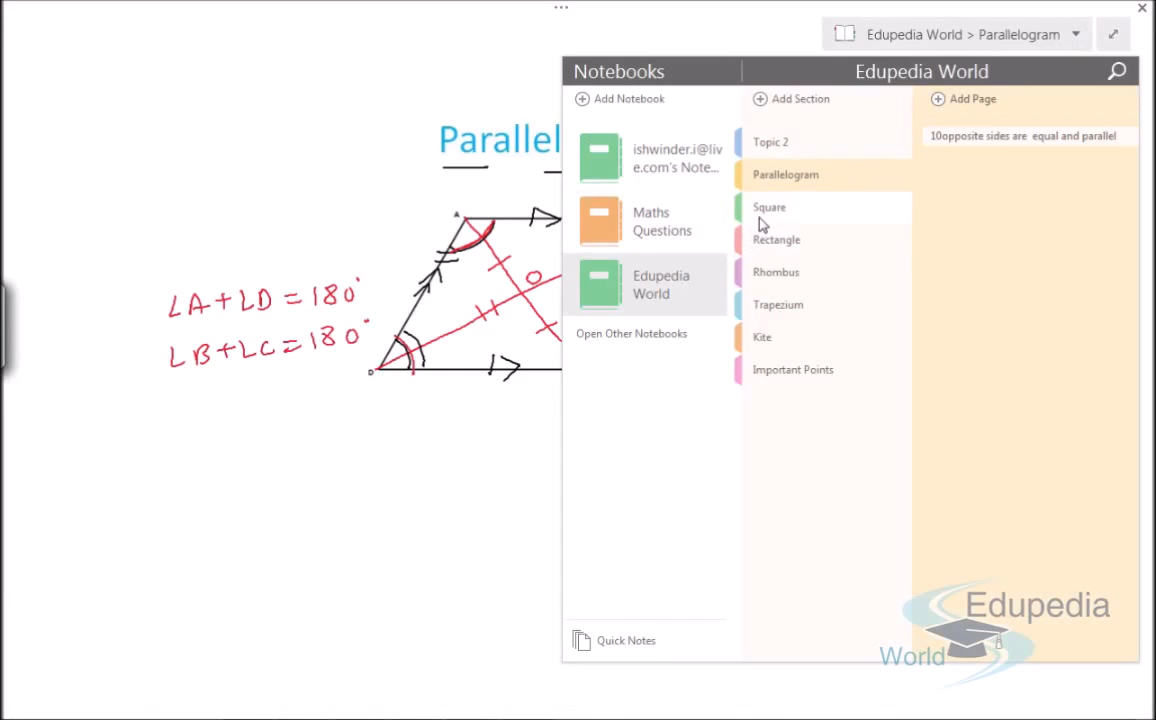 Edupedia World > Parallelogram
Notebooks
Edupedia World
Add Notebook
Add Section
Add Page
ishwinder.i@liv
e.com's Note...
Maths
Questions
Edupedia
World
Open Other Notebooks
Quick Notes
Topic 2
Parallelogram
Square
Rectangle
Rhombus
Trapezium
Kite
Important Points
10opposite sides are equal and parallel
Parallel
A
O
D
∠A+∠D=180°
∠B+∠C=180°
Edupedia
World